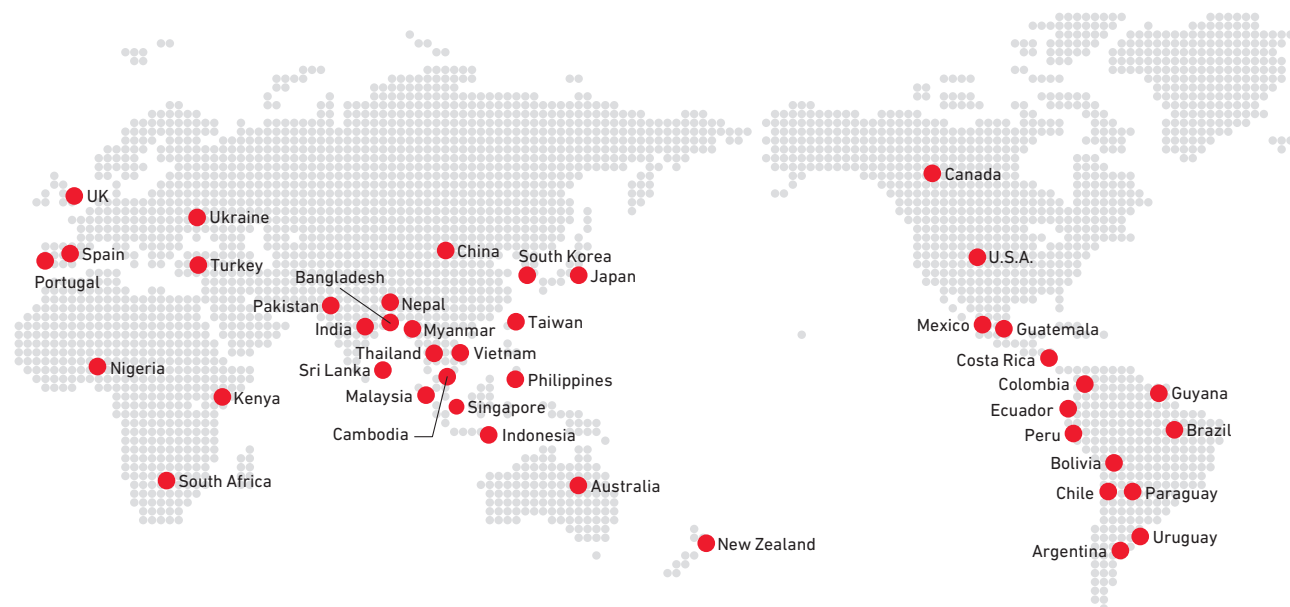 Canada
UK
Ukraine
Spain
China
South Korea
U.S.A.
Turkey
Japan
Portugal
Bangladesh
Pakistan
Nepal
Taiwan
Mexico
Guatemala
India
Myanmar
Thailand
Vietnam
Costa Rica
Nigeria
Sri Lanka
Philippines
Colombia
Kenya
Malaysia
Guyana
Singapore
Ecuador
Cambodia
Indonesia
Peru
Brazil
Bolivia
South Africa
Australia
Chile
Paraguay
New Zealand
Uruguay
Argentina